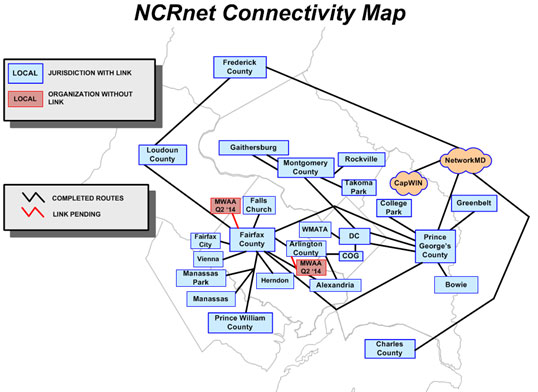 NCRnet Connectivity Map
LOCAL
JURISDICTION WITH LINK
LOCAL
ORGANIZATION WITHOUT
LINK
COMPLETED ROUTES
LINK PENDING
Frederick
County
Loudoun
County
Gaithersburg
Montgomery
County
Rockville
Takoma
Park
NetworkMD
CapWIN
College
Park
Greenbelt
MWAA
Q2 '14
Falls
Church
Fairfax
City
Fairfax
County
WMATA
DC
Arlington
County
COG
Prince
George's
County
Vienna
MWAA
Q2 '14
Manassas
Park
Herndon
Alexandria
Bowie
Manassas
Prince William
County
Charles
County